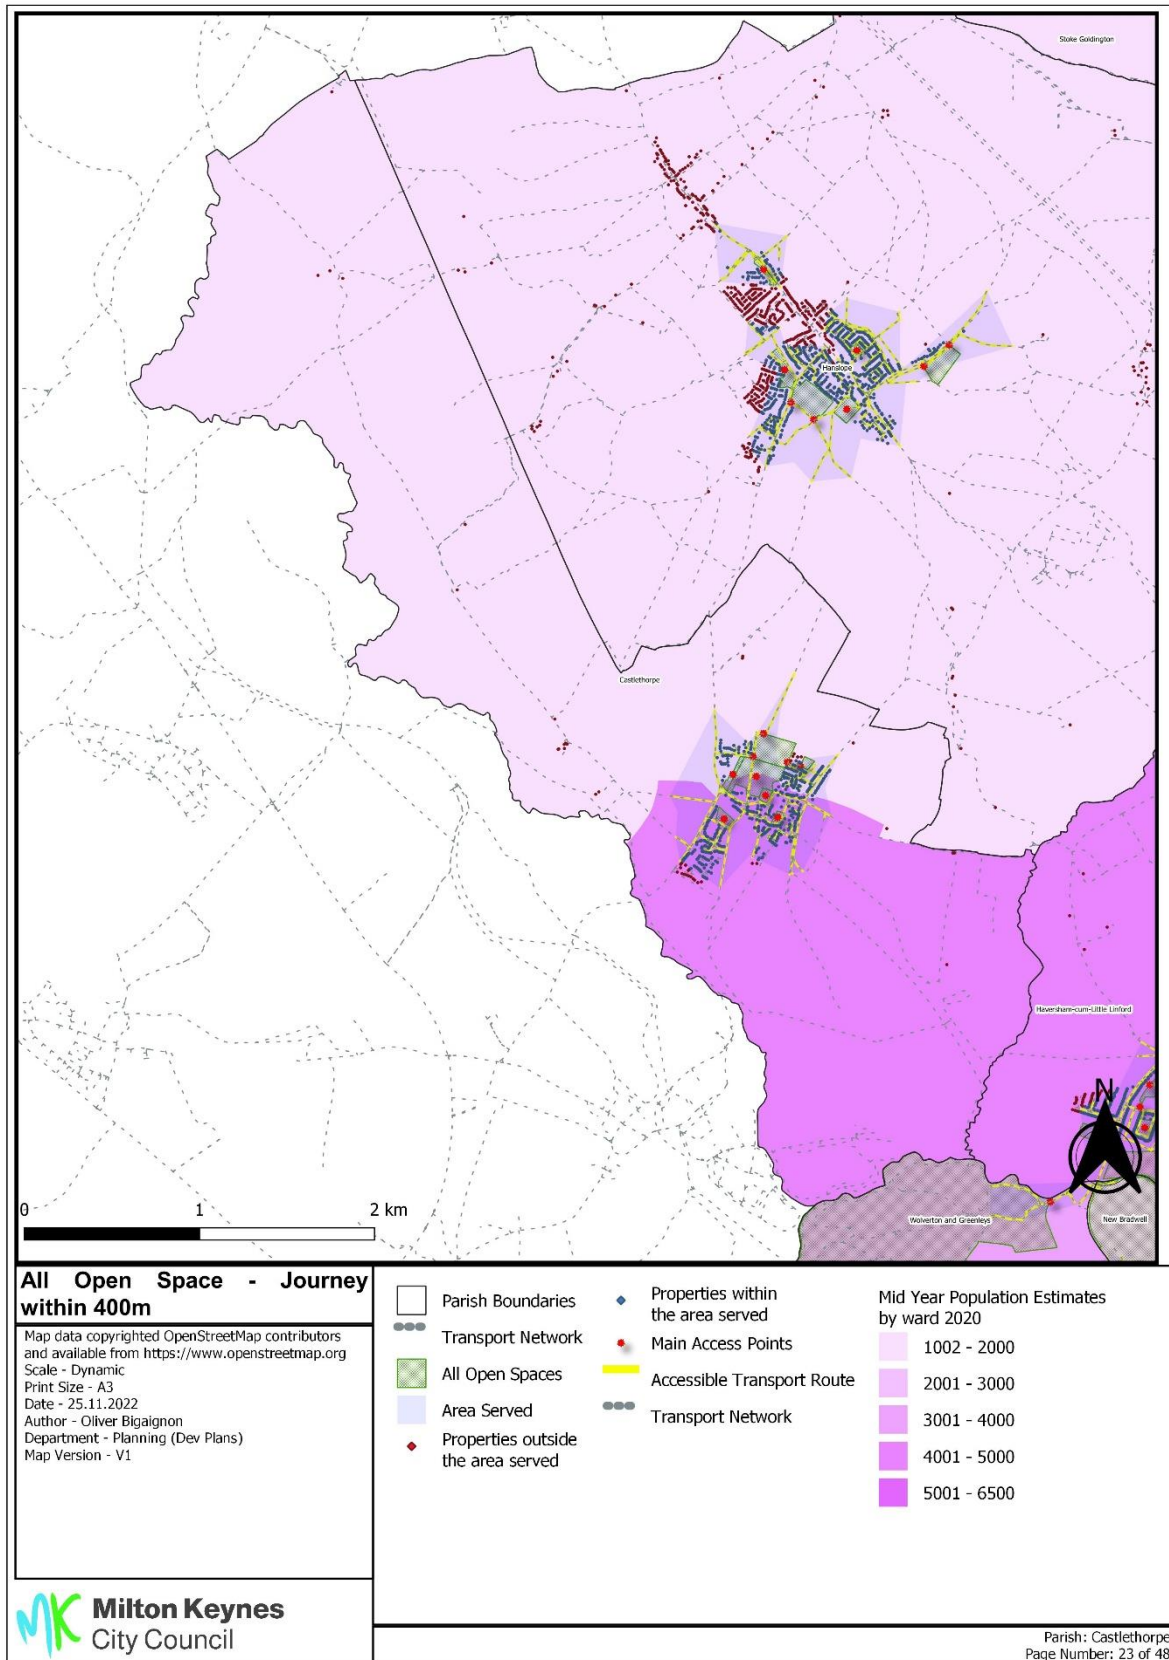 Stoke Goldington
Hanslope
Castlethorpe
Haversham-cum-Little Linford
N
Wolverton and Greenleys
New Bradwell
0 1 2 km
All Open Space - Journey
within 400m
Map data copyrighted OpenStreetMap contributors
and available from https://www.openstreetmap.org
Scale - Dynamic
Print Size - A3
Date - 25.11.2022
Author - Oliver Bigaignon
Department - Planning (Dev Plans)
Map Version - V1
Milton Keynes
City Council
Parish Boundaries
Transport Network
All Open Spaces
Area Served
Properties outside
the area served
Properties within
the area served
Main Access Points
Accessible Transport Route
Transport Network
Mid Year Population Estimates
by ward 2020
1002 - 2000
2001 - 3000
3001 - 4000
4001 - 5000
5001 - 6500
Parish: Castlethorpe
Page Number: 23 of 48